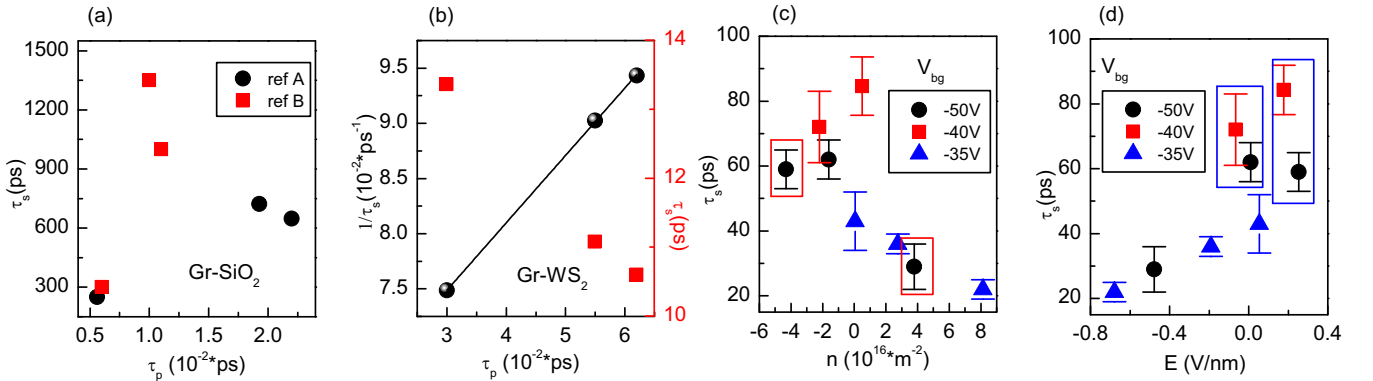 (a)
1500
1200
900
600
300
τs(ps)
ref A
ref B
Gr-SiO2
0.5 1.0 1.5 2.0
τp (10-2*ps)
(b)
9.5
9.0
8.5
8.0
7.5
1/τs(10-2*ps-1)
Gr-WS2
3 4 5 6
τp (10-2*ps)
14
13
12
11
10
τs(ps)
(c)
100
80
60
40
20
τs(ps)
Vbg
-50V
-40V
-35V
-6 -4 -2 0 2 4 6 8
n (1016*m-2)
(d)
100
80
60
40
20
τs(ps)
Vbg
-50V
-40V
-35V
-0.8 -0.4 0.0 0.4
E (V/nm)